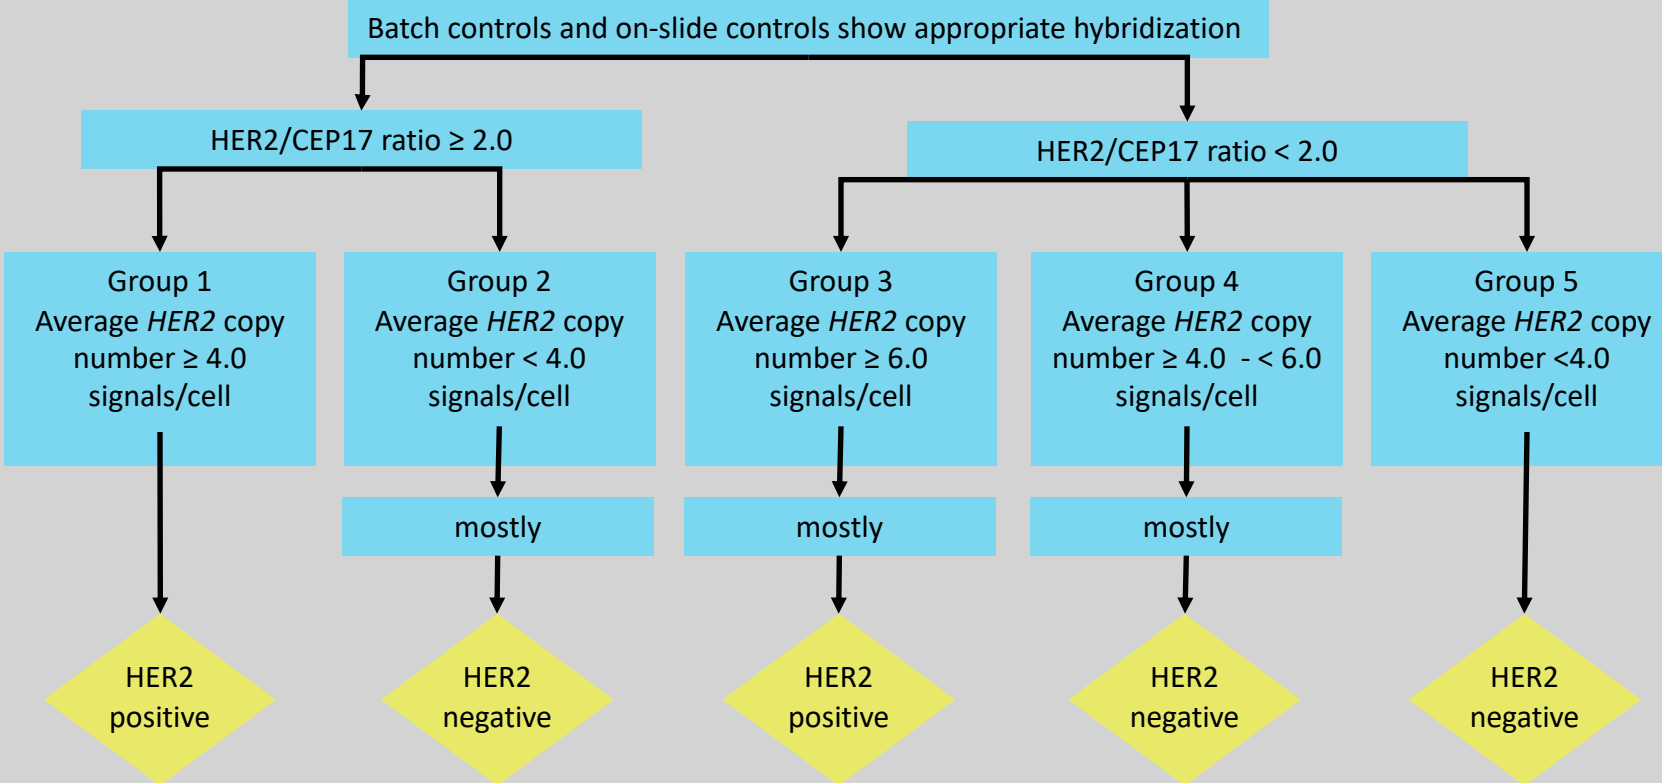 Batch controls and on-slide controls show appropriate hybridization
HER2/CEP17 ratio ≥ 2.0
HER2/CEP17 ratio < 2.0
Group 1
Average HER2 copy
number ≥ 4.0
signals/cell
Group 2
Average HER2 copy
number < 4.0
signals/cell
Group 3
Average HER2 copy
number ≥ 6.0
signals/cell
Group 4
Average HER2 copy
number ≥ 4.0 - < 6.0
signals/cell
Group 5
Average HER2 copy
number <4.0
signals/cell
mostly
mostly
mostly
HER2
positive
HER2
negative
HER2
positive
HER2
negative
HER2
negative